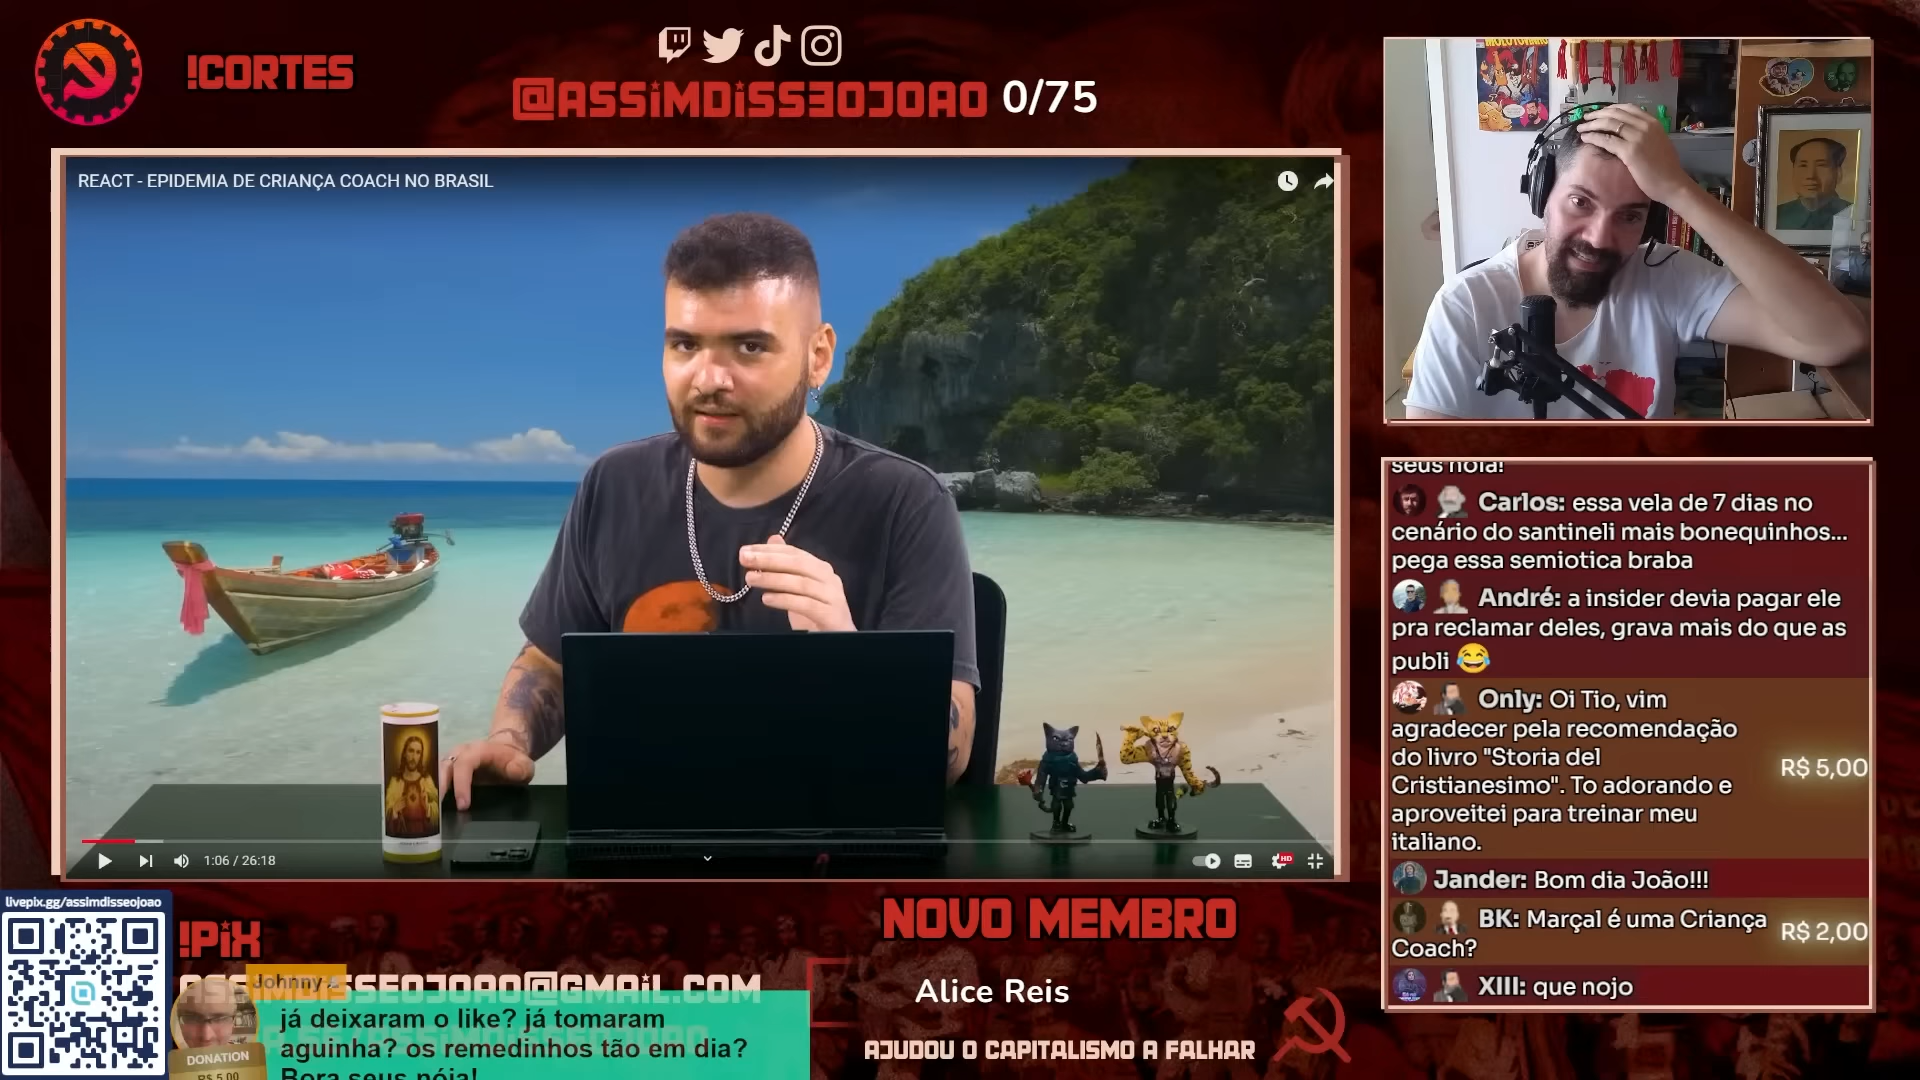 !CORTES
@ASSIMDISSEOJOAO 0/75
REACT - EPIDEMIA DE CRIANÇA COACH NO BRASIL
1:06 / 26:18
HD
seus nóia!
Carlos: essa vela de 7 dias no
cenário do santineli mais bonequinhos...
pega essa semiotica braba
André: a insider devia pagar ele
pra reclamar deles, grava mais do que as
publi 😂
Only: Oi Tio, vim
agradecer pela recomendação
do livro "Storia del
Cristianesimo". To adorando e
aproveitei para treinar meu
italiano.
R$ 5,00
Jander: Bom dia João!!!
BK: Marçal é uma Criança
Coach?
R$ 2,00
XIII: que nojo
livepix.gg/assimdisseojoao
!PIX
ASSIMDISSEOJOAO@GMAIL.COM
Johnny
já deixaram o like? já tomaram
aguinha? os remedinhos tão em dia?
Bora seus nóia!
DONATION
R$ 5,00
NOVO MEMBRO
Alice Reis
AJUDOU O CAPITALISMO A FALHAR